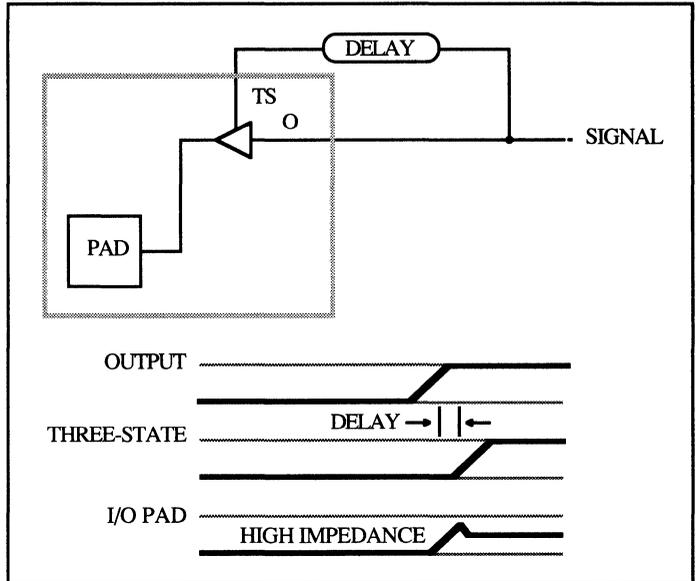 DELAY
TS
O
SIGNAL
PAD
OUTPUT
DELAY
THREE-STATE
I/O PAD
HIGH IMPEDANCE